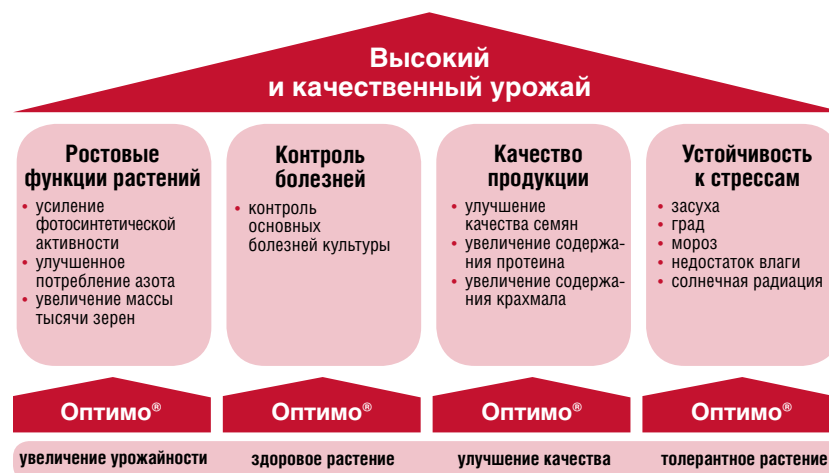 Высокий
и качественный урожай
Ростовые
функции растений
• усиление
фотосинтетической
активности
• улучшенное
потребление азота
• увеличение массы
тысячи зерен
Контроль
болезней
• контроль
основных
болезней культуры
Качество
продукции
• улучшение
качества семян
• увеличение содержа-
ния протеина
• увеличение содержа-
ния крахмала
Устойчивость
к стрессам
• засуха
• град
• мороз
• недостаток влаги
• солнечная радиация
Оптимо®
Оптимо®
Оптимо®
Оптимо®
увеличение урожайности
здоровое растение
улучшение качества
толерантное растение